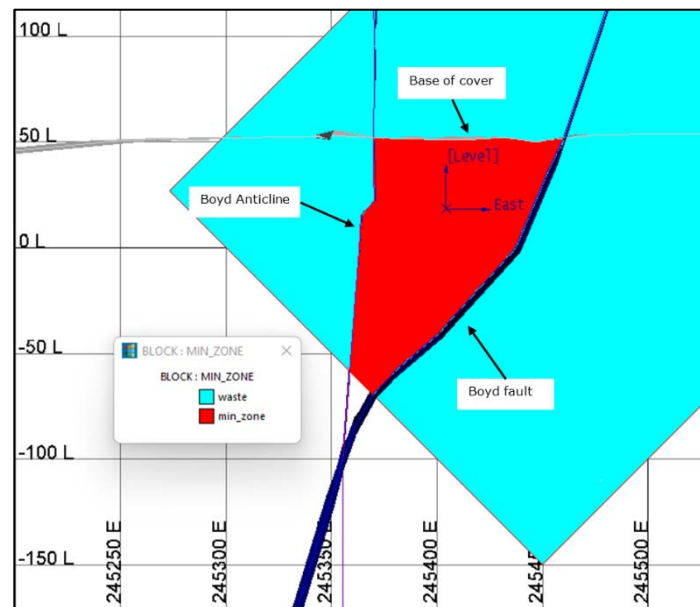 100 L
Base of cover
50 L
[Level]
Boyd Anticline
East
0 L
-50 L
BLOCK : MIN_ZONE
BLOCK : MIN_ZONE
waste
min_zone
Boyd fault
-100 L
-150 L
245250 E
245300 E
245350 E
245400 E
245450 E
245500 E